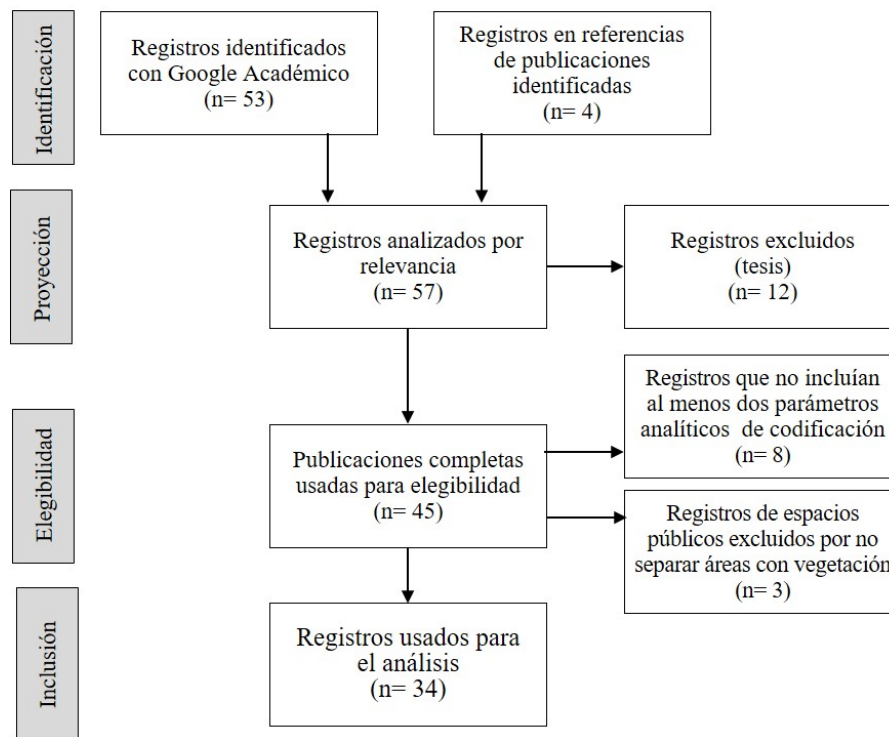 Identificación
Registros identificados
con Google Académico
(n= 53)
Registros en referencias
de publicaciones
identificadas
(n= 4)
Proyección
Registros analizados por
relevancia
(n= 57)
Registros excluidos
(tesis)
(n= 12)
Elegibilidad
Publicaciones completas
usadas para elegibilidad
(n= 45)
Registros que no incluían
al menos dos parámetros
analíticos de codificación
(n= 8)
Registros de espacios
públicos excluidos por no
separar áreas con vegetación
(n= 3)
Inclusión
Registros usados para
el análisis
(n= 34)